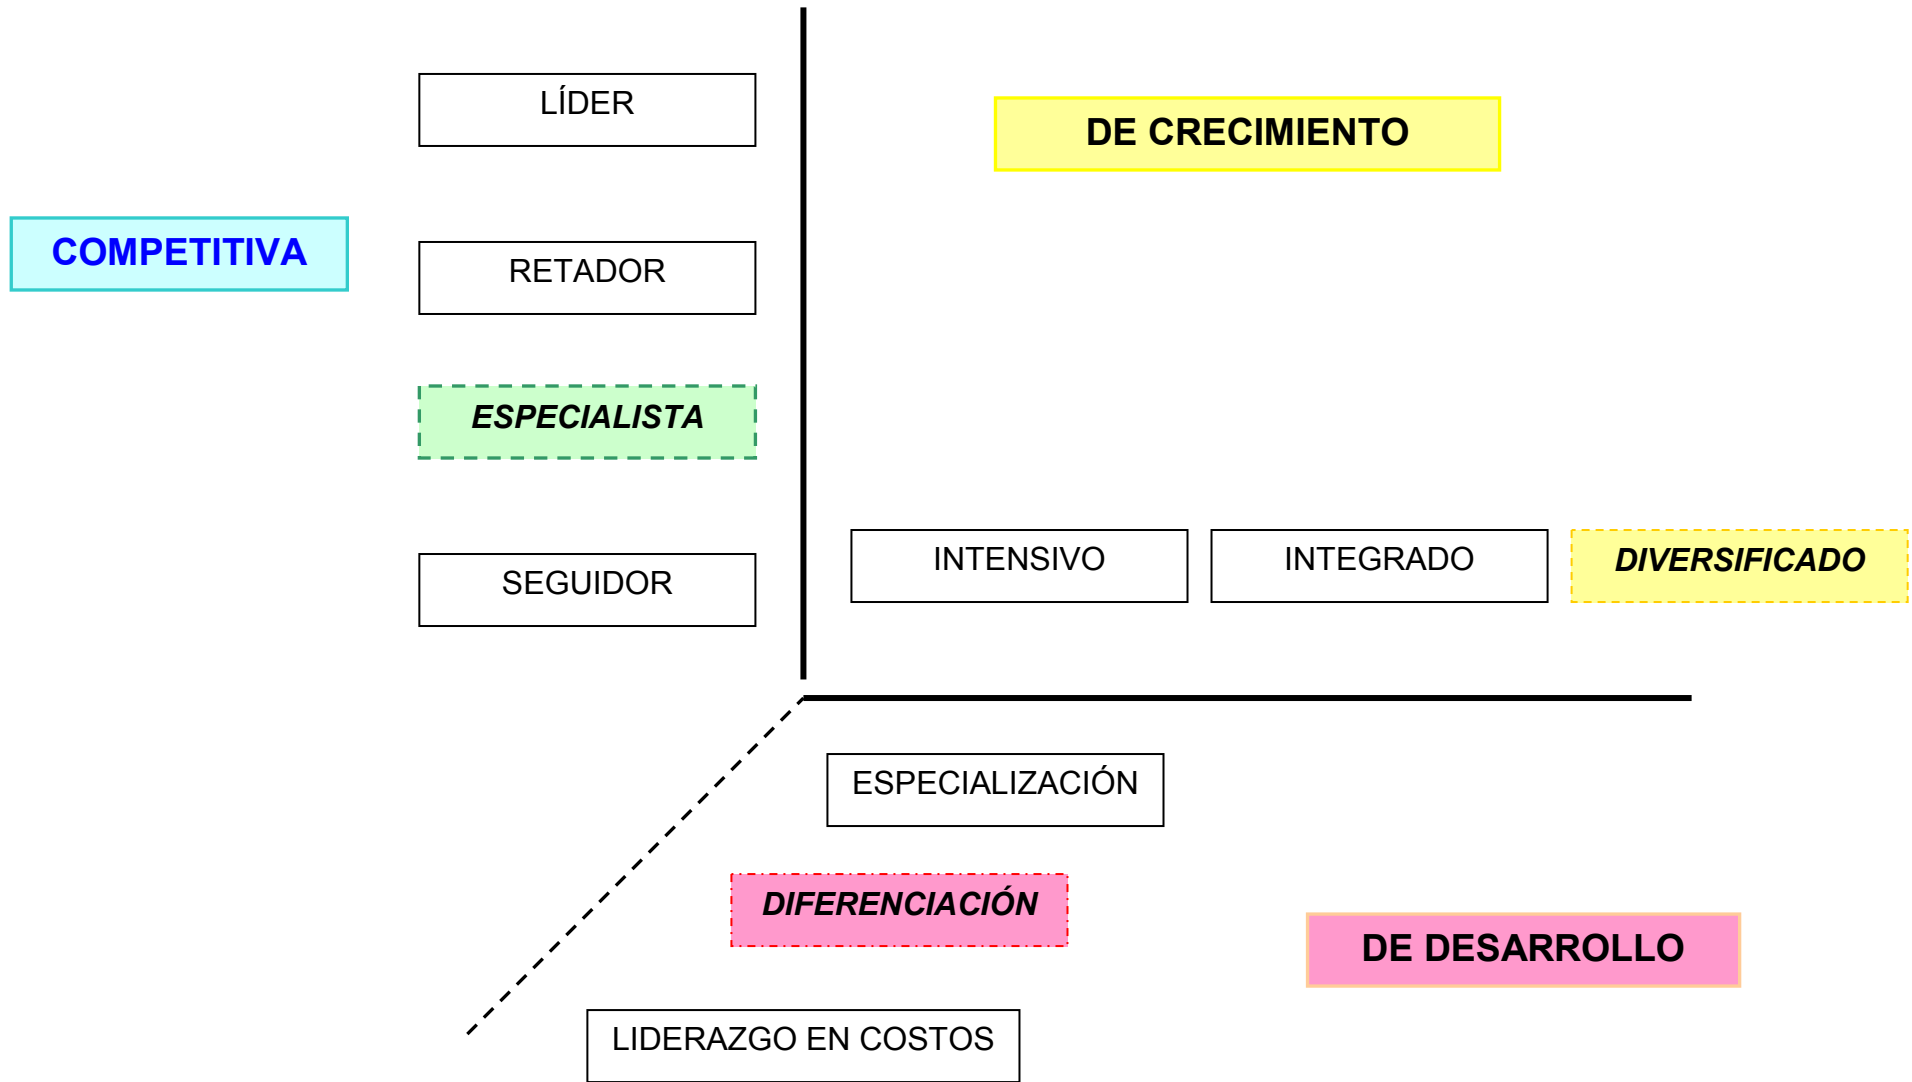 LÍDER
DE CRECIMIENTO
COMPETITIVA
RETADOR
ESPECIALISTA
SEGUIDOR
INTENSIVO
INTEGRADO
DIVERSIFICADO
ESPECIALIZACIÓN
DIFERENCIACIÓN
DE DESARROLLO
LIDERAZGO EN COSTOS